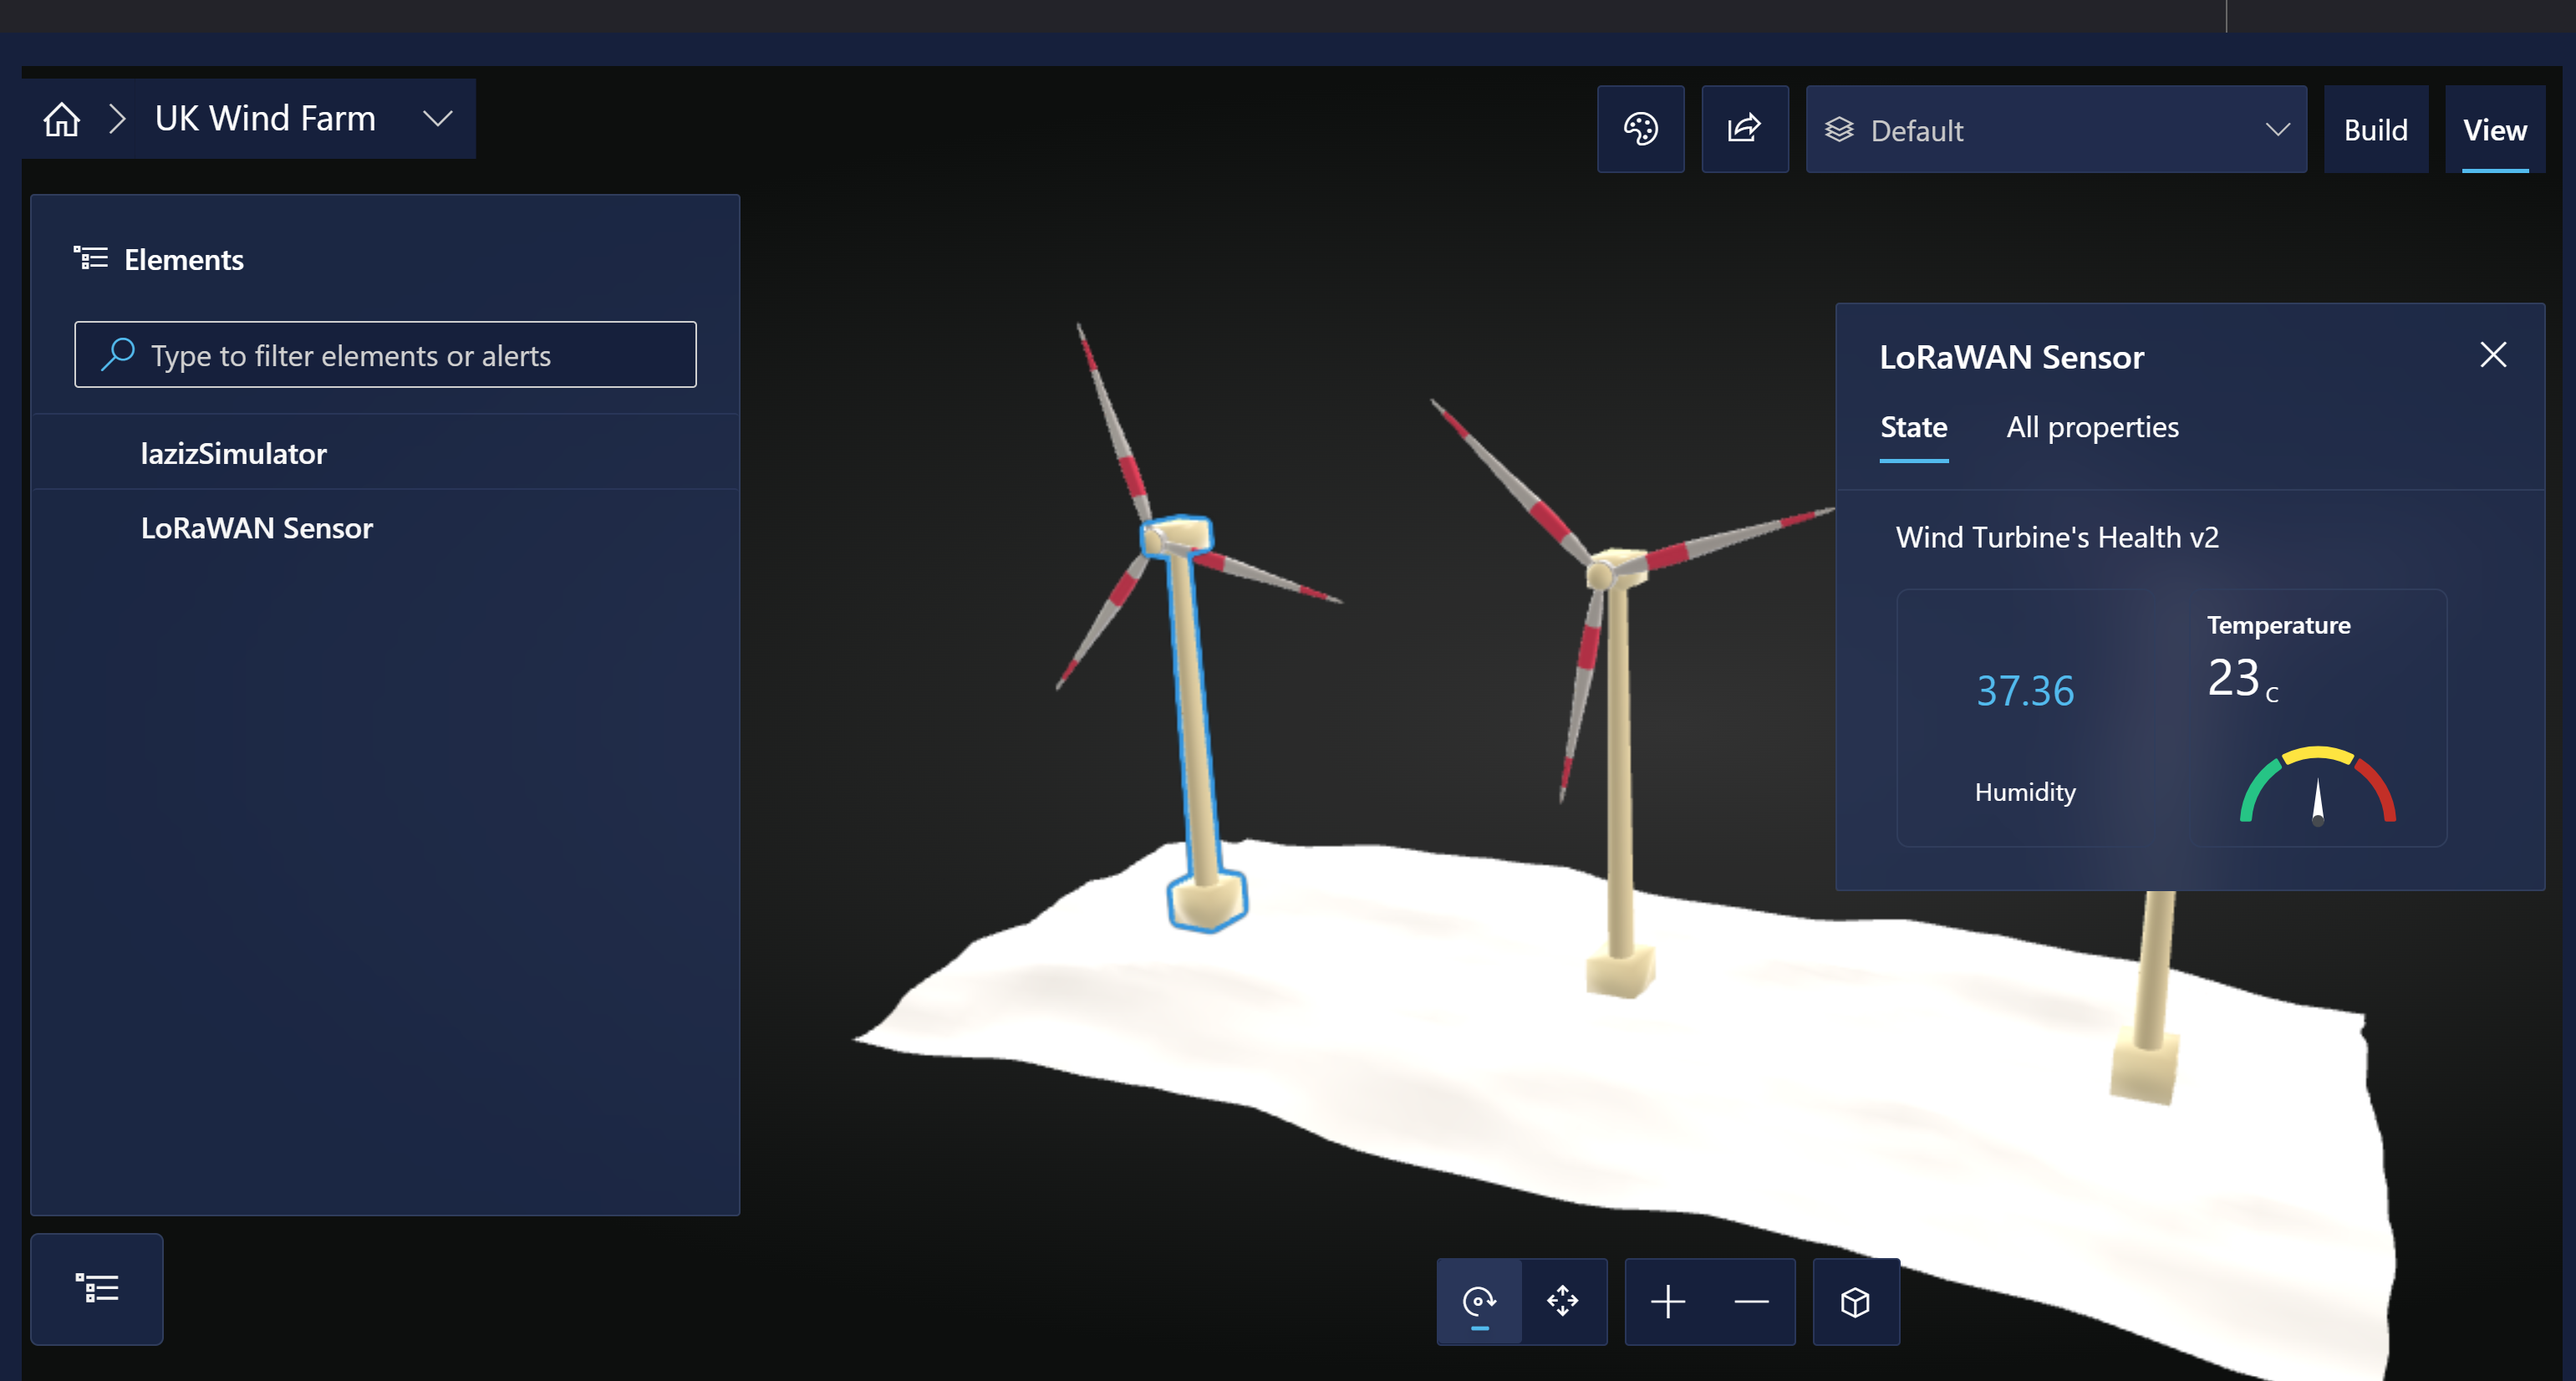 UK Wind Farm
Default
Build
View
Elements
Type to filter elements or alerts
lazizSimulator
LoRaWAN Sensor
LoRaWAN Sensor
State
All properties
Wind Turbine's Health v2
37.36
Humidity
Temperature
23 C